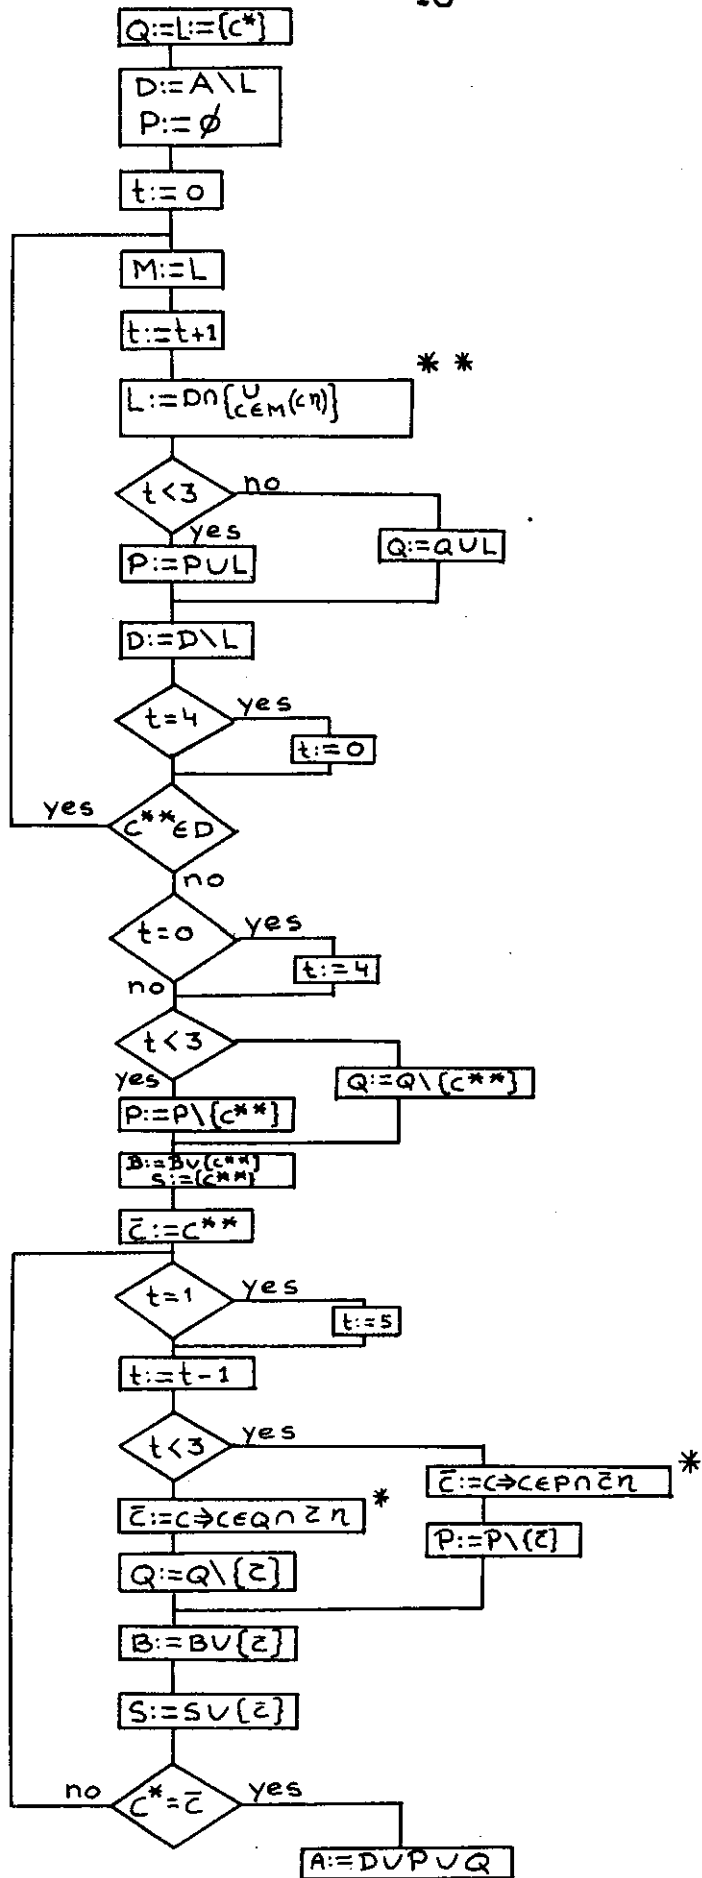 Q:=L:={c*}
D:=A\L
P:=∅
t:=0
M:=L
t:=t+1
* *
L:=D∩{∪ c∈M(cη)}
t<3
no
yes
Q:=Q∪L
P:=P∪L
D:=D\L
t=4
yes
t:=0
yes
c**∈D
no
t=0
yes
t:=4
no
t<3
yes
Q:=Q\{c**}
P:=P\{c**}
B:=B∪{c**}
S:={c**}
c̄:=c**
t=1
yes
t:=5
t:=t-1
t<3
yes
c̄:=c⇒c∈P∩c̄η *
c̄:=c⇒c∈Q∩c̄η *
P:=P\{c̄}
Q:=Q\{c̄}
B:=B∪{c̄}
S:=S∪{c̄}
no
c*=c̄
yes
A:=D∪P∪Q